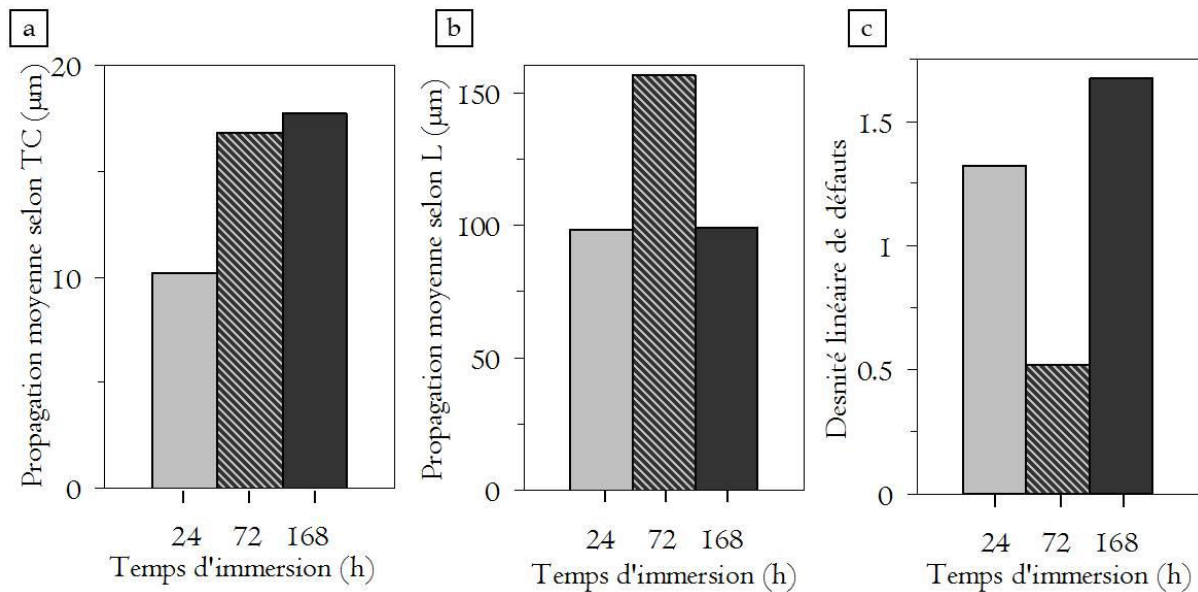 a
Propagation moyenne selon TC (µm)
20
10
0
24 72 168
Temps d'immersion (h)
b
Propagation moyenne selon L (µm)
150
100
50
0
24 72 168
Temps d'immersion (h)
c
Desnité linéaire de défauts
1.5
1
0.5
0
24 72 168
Temps d'immersion (h)